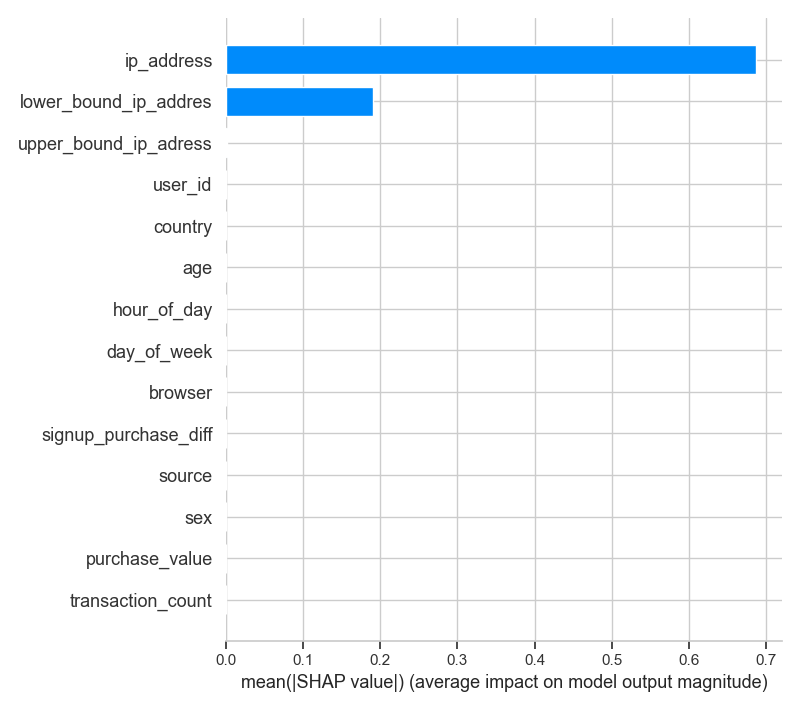 ip_address
lower_bound_ip_addres
upper_bound_ip_adress
user_id
country
age
hour_of_day
day_of_week
browser
signup_purchase_diff
source
sex
purchase_value
transaction_count
0.0 0.1 0.2 0.3 0.4 0.5 0.6 0.7
mean(|SHAP value|) (average impact on model output magnitude)